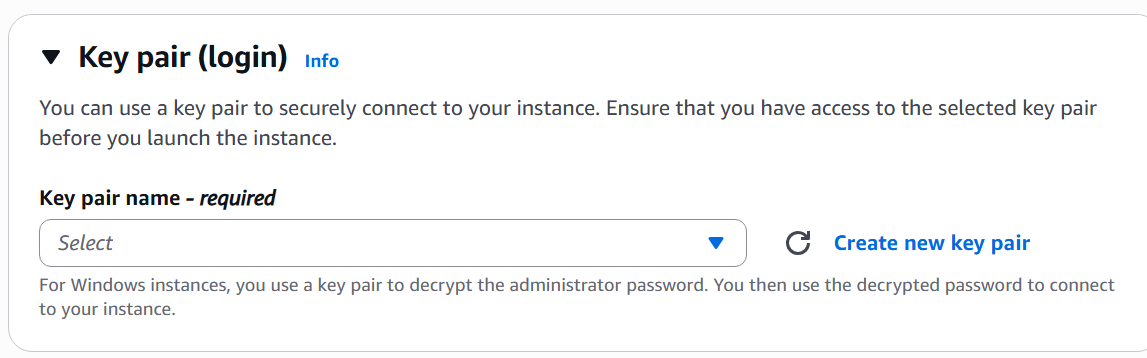 Key pair (login) Info
You can use a key pair to securely connect to your instance. Ensure that you have access to the selected key pair
before you launch the instance.
Key pair name - required
Select
Create new key pair
For Windows instances, you use a key pair to decrypt the administrator password. You then use the decrypted password to connect
to your instance.